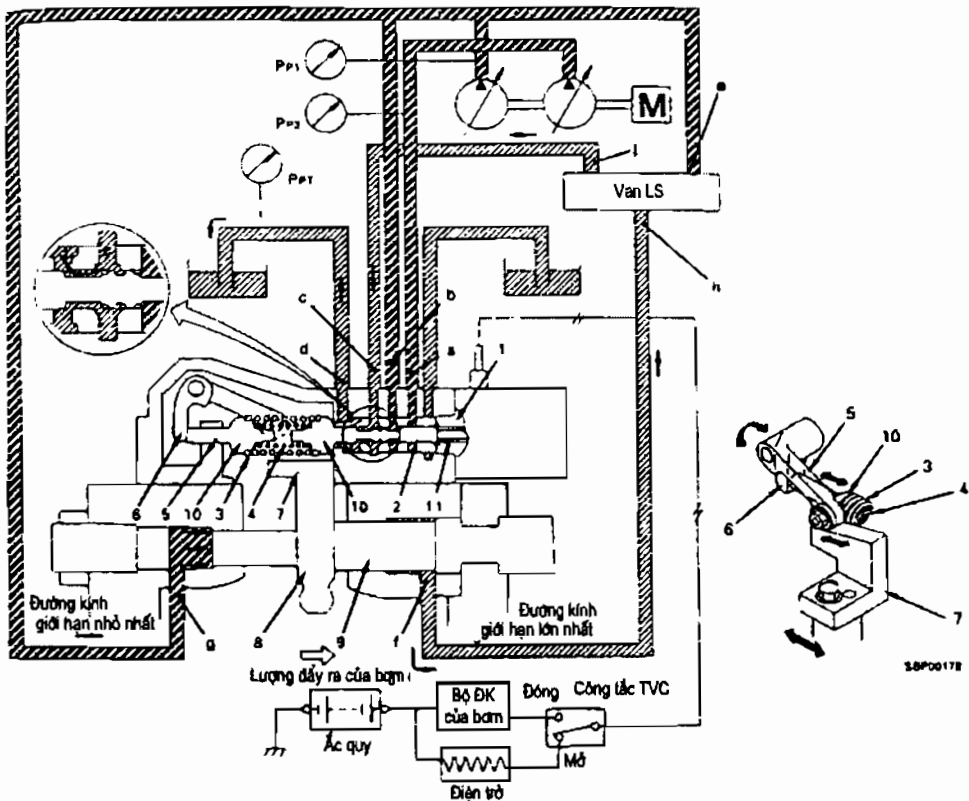 PP1
PP2
PPT
M
e
j
Van LS
h
c
b
d
a
1
6
5
10
3
4
7
10
2
11
5
10
3
4
6
7
Đường kính
giới hạn nhỏ nhất
g
8
9
f
Đường kính
giới hạn lớn nhất
SBP00178
Lượng đẩy ra của bơm
Ắc quy
Bộ ĐK
của bơm
Đóng
Công tắc TVC
Mở
Điện trở